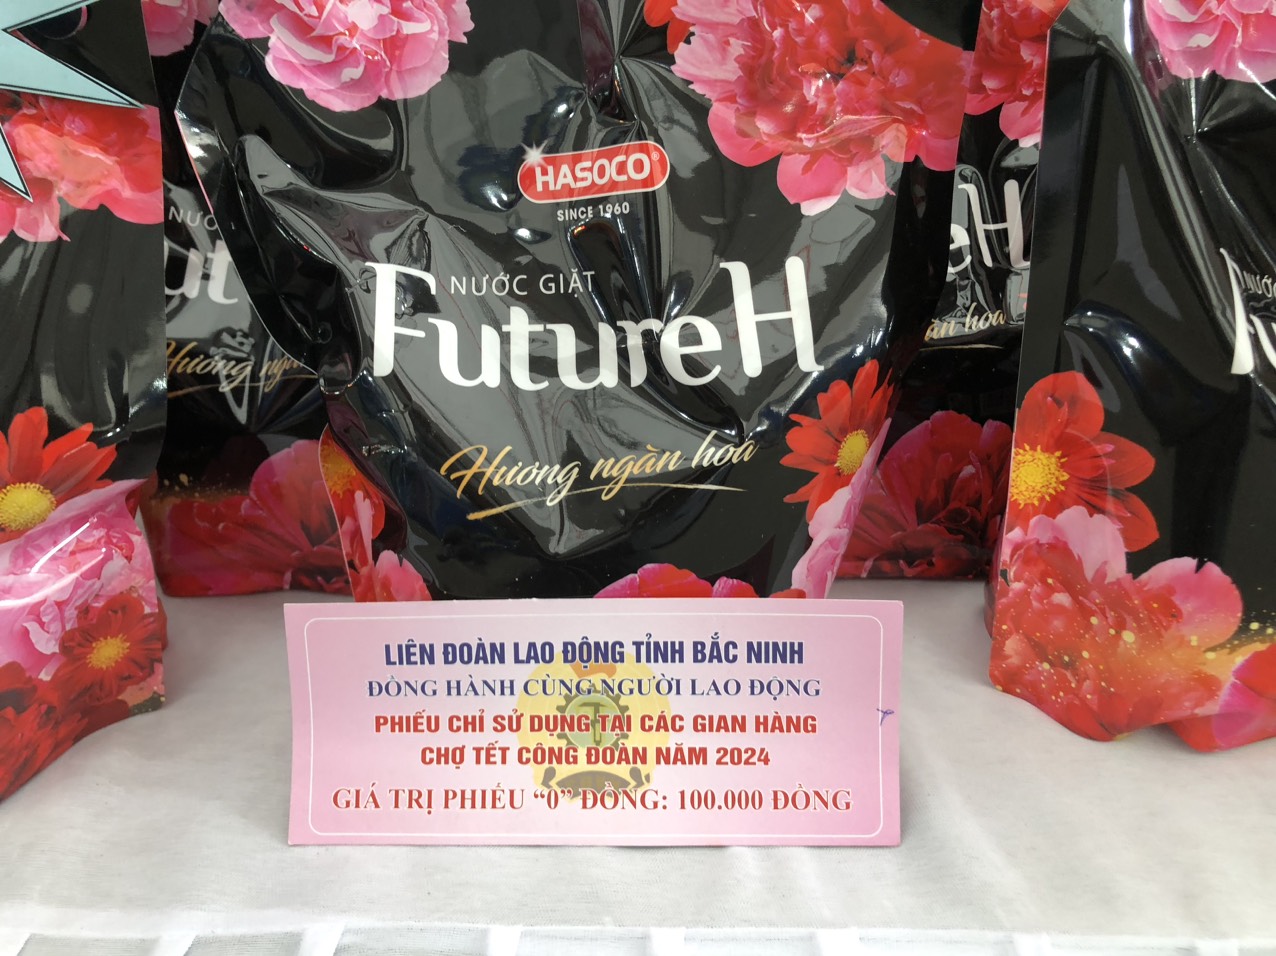 HASOCO®
SINCE 1960
NƯỚC GIẶT
FutureH
Hương ngàn hoa
LIÊN ĐOÀN LAO ĐỘNG TỈNH BẮC NINH
ĐỒNG HÀNH CÙNG NGƯỜI LAO ĐỘNG
PHIẾU CHỈ SỬ DỤNG TẠI CÁC GIAN HÀNG
CHỢ TẾT CÔNG ĐOÀN NĂM 2024
GIÁ TRỊ PHIẾU “0” ĐỒNG: 100.000 ĐỒNG